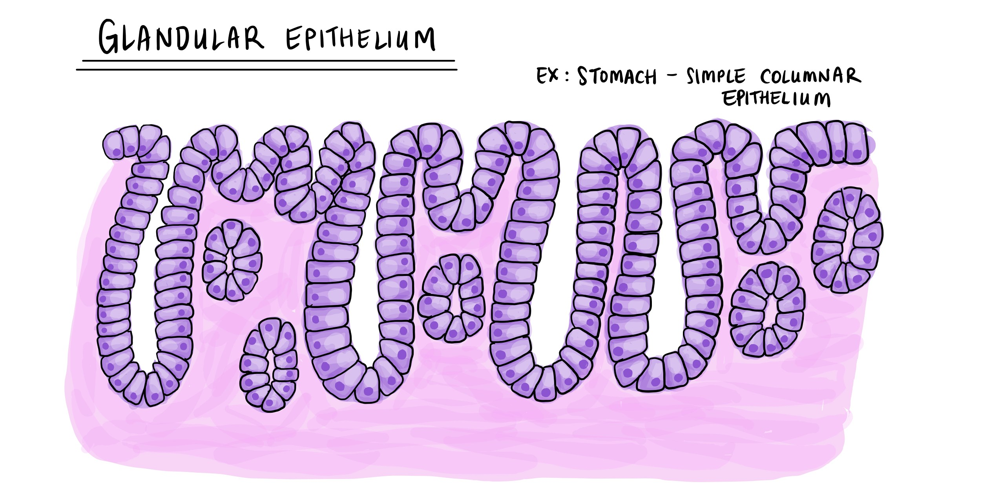 GLANDULAR EPITHELIUM
EX: STOMACH - SIMPLE COLUMNAR
EPITHELIUM